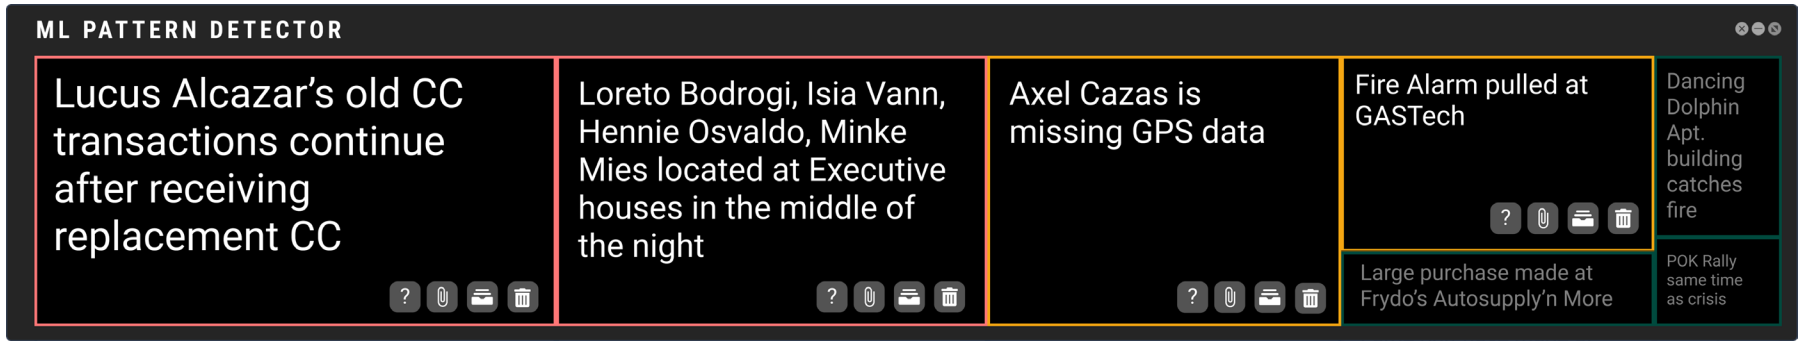 ML PATTERN DETECTOR
Lucus Alcazar's old CC
transactions continue
after receiving
replacement CC
?
Loreto Bodrogi, Isia Vann,
Hennie Osvaldo, Minke
Mies located at Executive
houses in the middle of
the night
?
Axel Cazas is
missing GPS data
?
Fire Alarm pulled at
GASTech
?
Large purchase made at
Frydo's Autosupply'n More
Dancing
Dolphin
Apt.
building
catches
fire
POK Rally
same time
as crisis